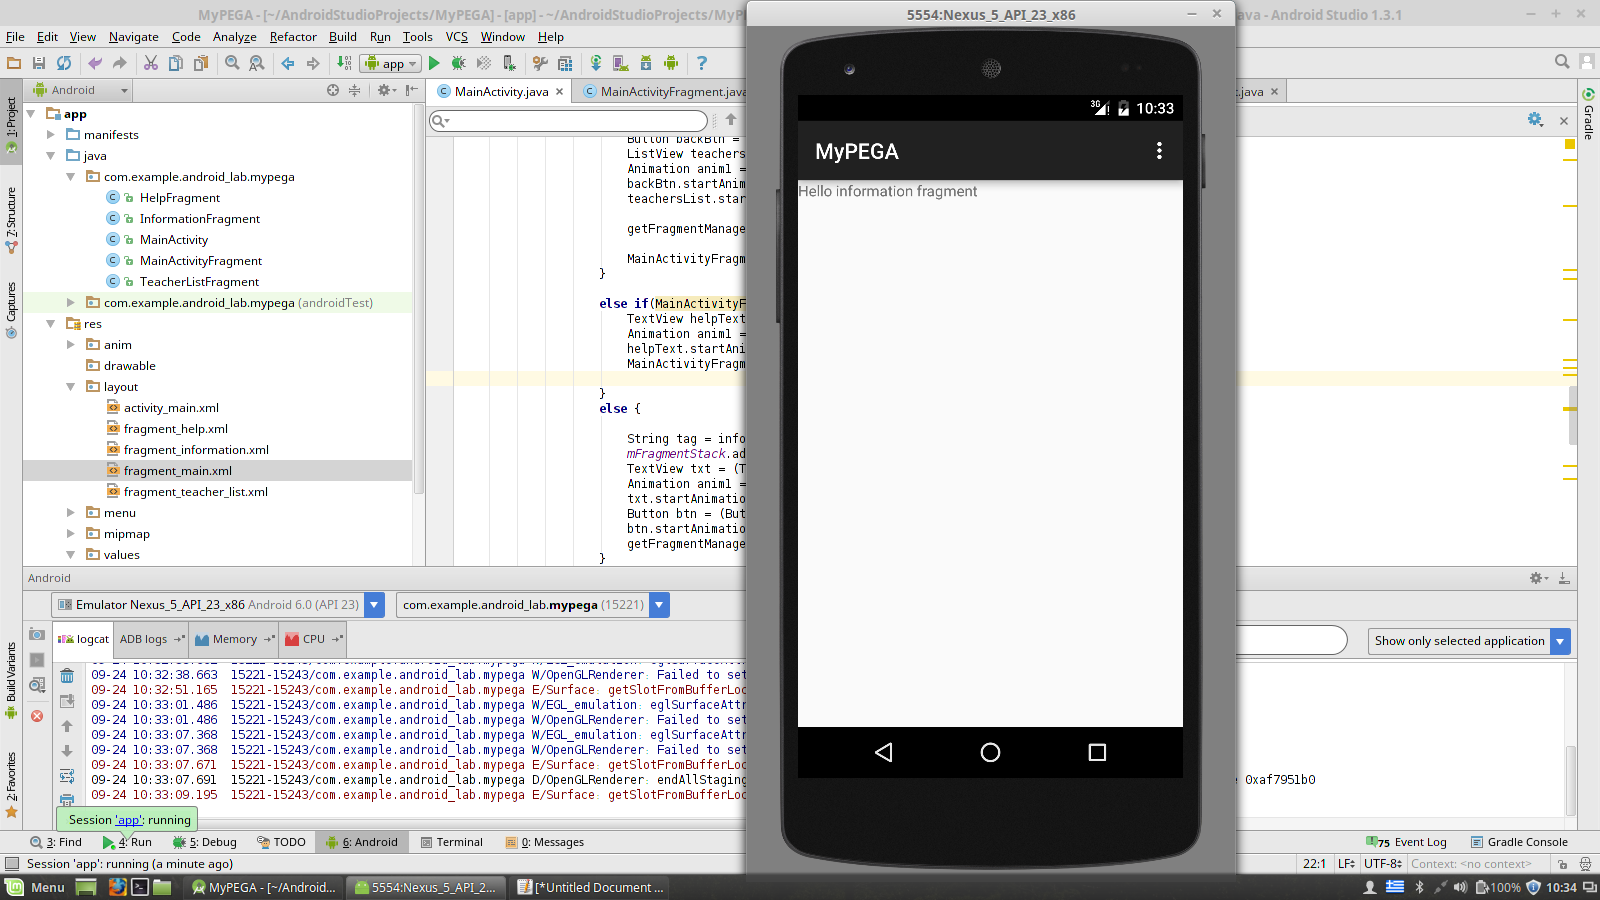 MyPEGA - [~/AndroidStudioProjects/MyPEGA] - [app] - ~/AndroidStudioProjects/MyP
ava - Android Studio 1.3.1
5554:Nexus_5_API_23_x86
File Edit View Navigate Code Analyze Refactor Build Run Tools VCS Window Help
app
Android
MainActivity.java
MainActivityFragment.java
t.java
1: Project
7: Structure
Captures
Build Variants
2: Favorites
Gradle
app
manifests
java
com.example.android_lab.mypega
HelpFragment
InformationFragment
MainActivity
MainActivityFragment
TeacherListFragment
com.example.android_lab.mypega (androidTest)
res
anim
drawable
layout
activity_main.xml
fragment_help.xml
fragment_information.xml
fragment_main.xml
fragment_teacher_list.xml
menu
mipmap
values
Button backBtn =
ListView teachers
Animation anim1 =
backBtn.startAnim
teachersList.star
getFragmentManage
MainActivityFragm
}
else if(MainActivityF
TextView helpText
Animation anim1 =
helpText.startAni
MainActivityFragm
}
else {
String tag = info
mFragmentStack.ad
TextView txt = (T
Animation anim1 =
txt.startAnimation
Button btn = (But
btn.startAnimatio
getFragmentManage
}
3G 10:33
MyPEGA
Hello information fragment
Android
Emulator Nexus_5_API_23_x86 Android 6.0 (API 23)
com.example.android_lab.mypega (15221)
logcat ADB logs Memory CPU
Show only selected application
09-24 10:32:38.663 15221-15243/com.example.android_lab.mypega W/OpenGLRenderer: Failed to set
09-24 10:32:51.165 15221-15243/com.example.android_lab.mypega E/Surface: getSlotFromBufferLoc
09-24 10:33:01.486 15221-15243/com.example.android_lab.mypega W/EGL_emulation: eglSurfaceAttr
09-24 10:33:01.486 15221-15243/com.example.android_lab.mypega W/OpenGLRenderer: Failed to set
09-24 10:33:07.368 15221-15243/com.example.android_lab.mypega W/EGL_emulation: eglSurfaceAttr
09-24 10:33:07.368 15221-15243/com.example.android_lab.mypega W/OpenGLRenderer: Failed to set
09-24 10:33:07.671 15221-15243/com.example.android_lab.mypega E/Surface: getSlotFromBufferLoc
09-24 10:33:07.691 15221-15243/com.example.android_lab.mypega D/OpenGLRenderer: endAllStaging 0xaf7951b0
09-24 10:33:09.195 15221-15243/com.example.android_lab.mypega E/Surface: getSlotFromBufferLoc
Session 'app': running
3: Find 4: Run 5: Debug TODO 6: Android Terminal 0: Messages
75 Event Log Gradle Console
Session 'app': running (a minute ago)
22:1 LF UTF-8 Context: <no context>
Menu
MyPEGA - [~/Android...
5554:Nexus_5_API_2...
[*Untitled Document ...
100% 10:34